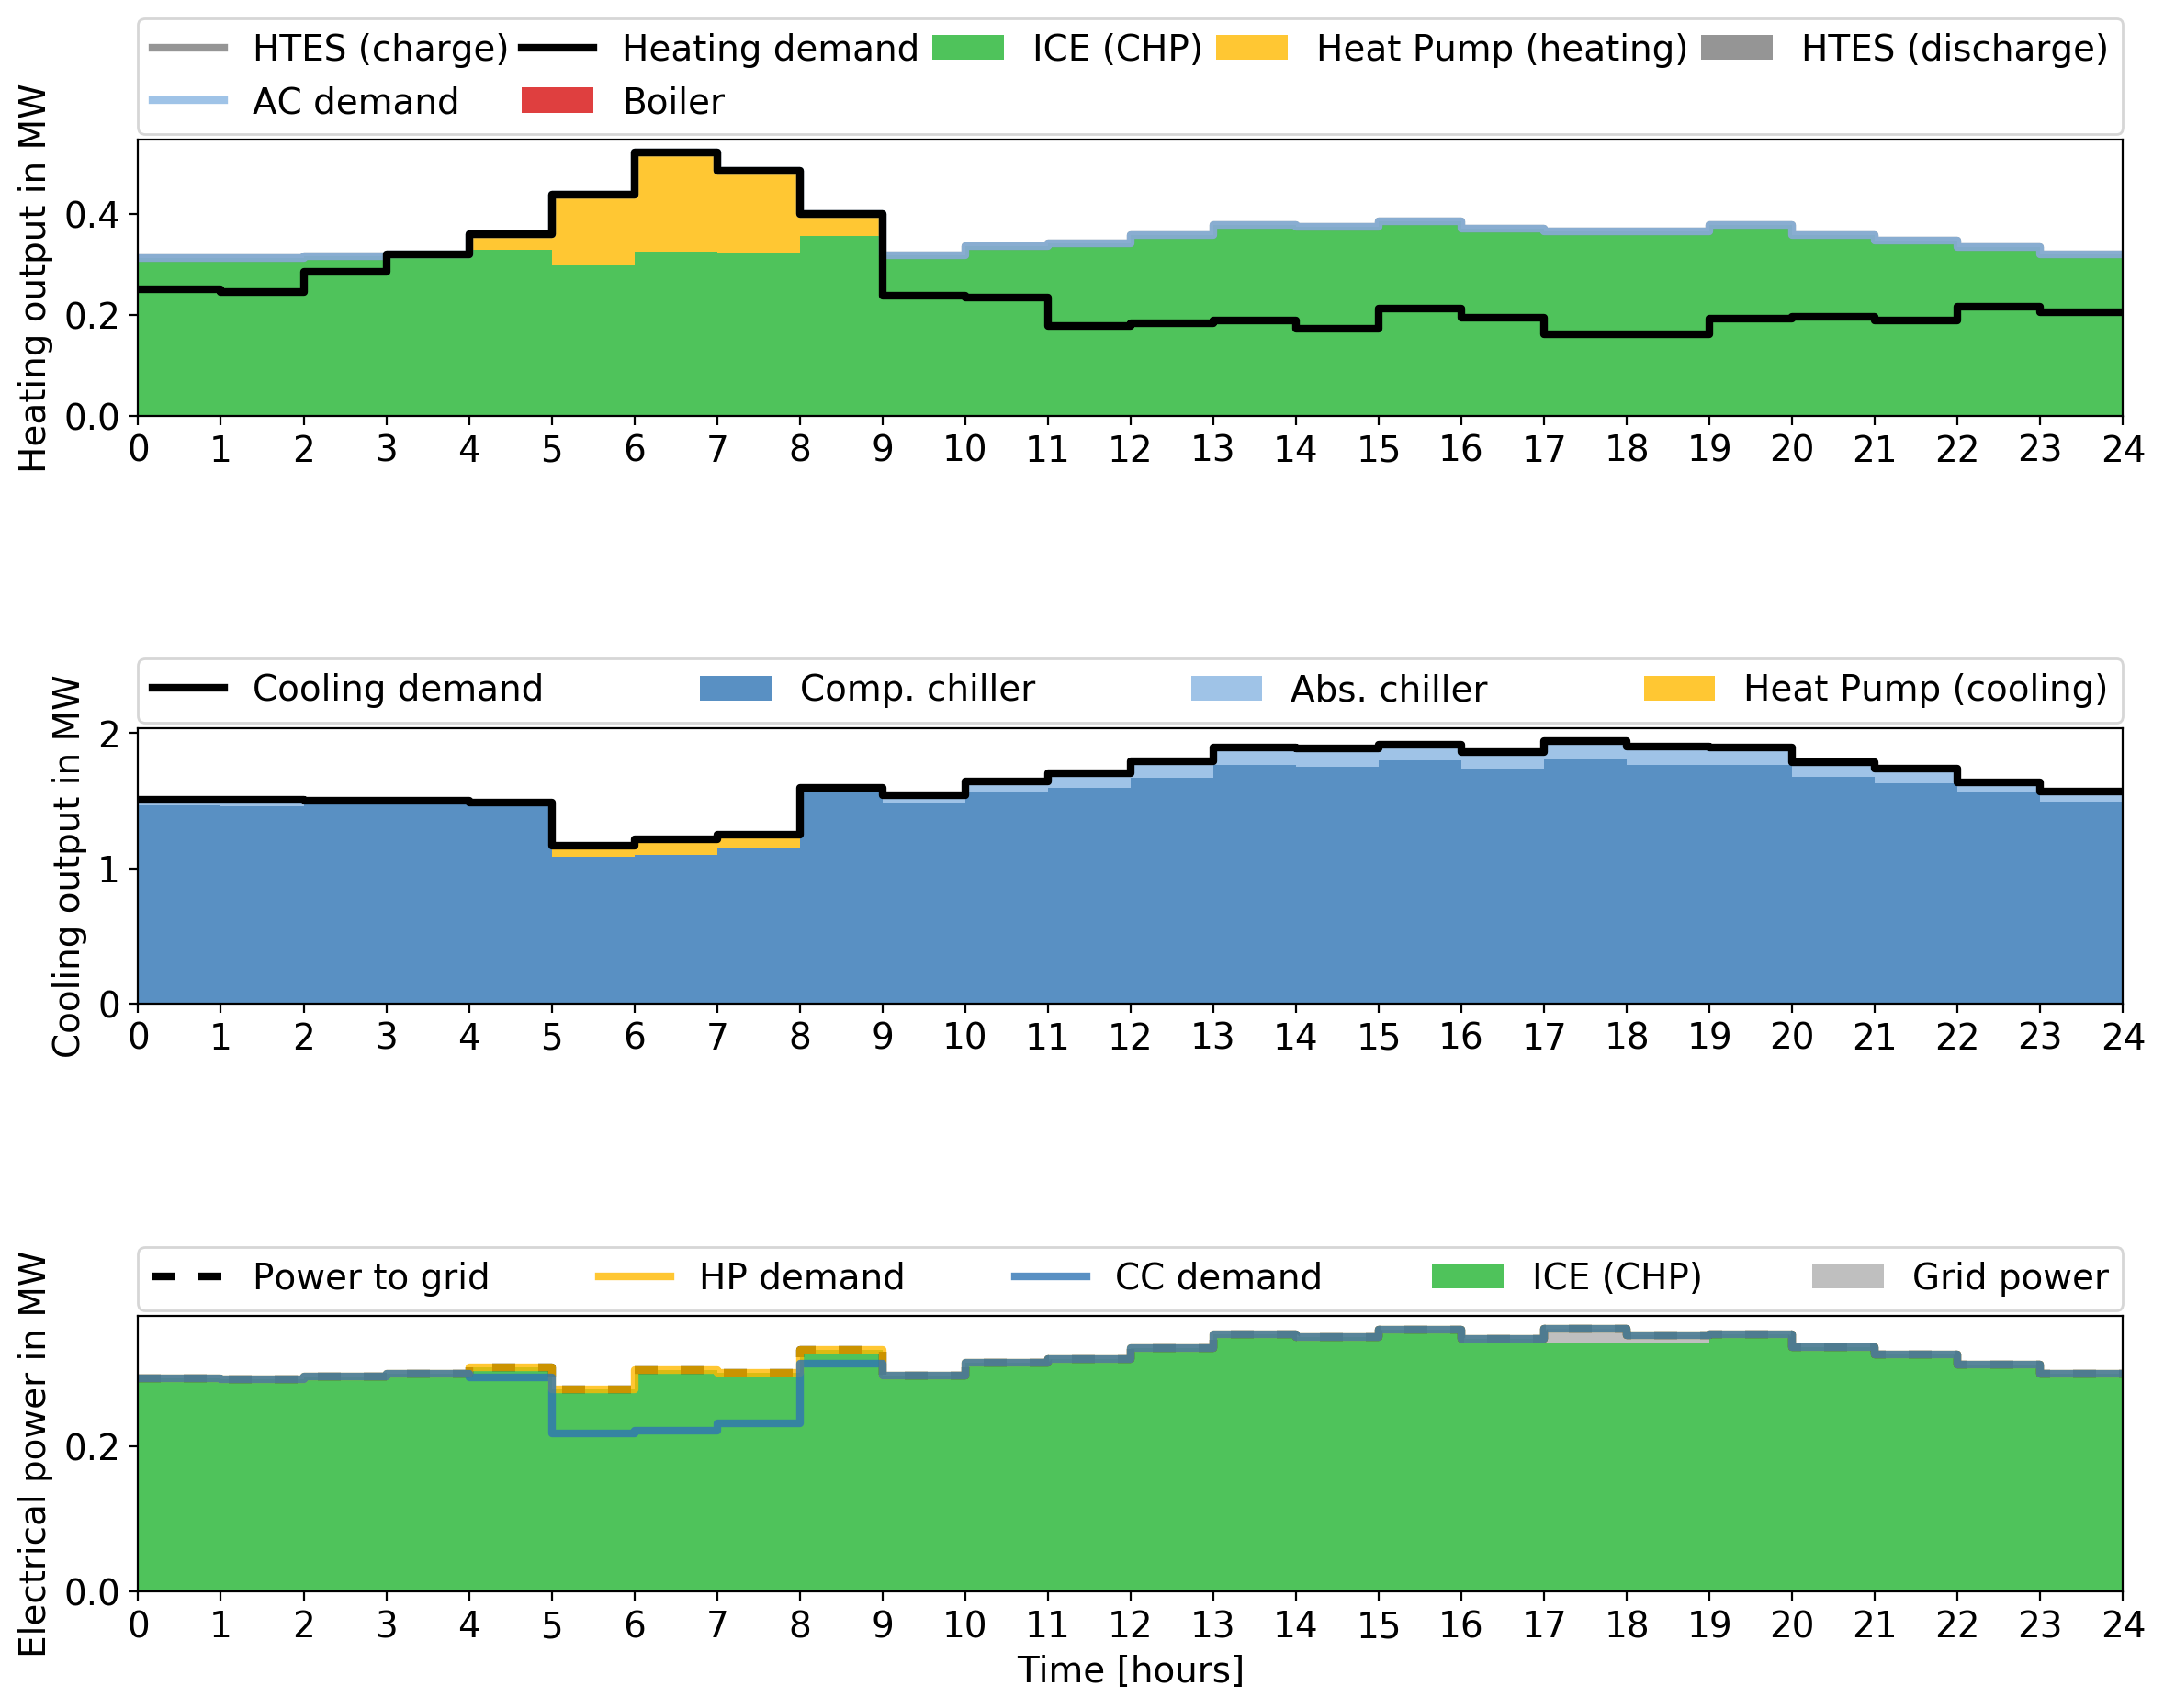 HTES (charge) Heating demand ICE (CHP) Heat Pump (heating) HTES (discharge)
AC demand Boiler
Heating output in MW
0.4
0.2
0.0
0 1 2 3 4 5 6 7 8 9 10 11 12 13 14 15 16 17 18 19 20 21 22 23 24
Cooling demand Comp. chiller Abs. chiller Heat Pump (cooling)
Cooling output in MW
2
1
0
0 1 2 3 4 5 6 7 8 9 10 11 12 13 14 15 16 17 18 19 20 21 22 23 24
Power to grid HP demand CC demand ICE (CHP) Grid power
Electrical power in MW
0.2
0.0
0 1 2 3 4 5 6 7 8 9 10 11 12 13 14 15 16 17 18 19 20 21 22 23 24
Time [hours]